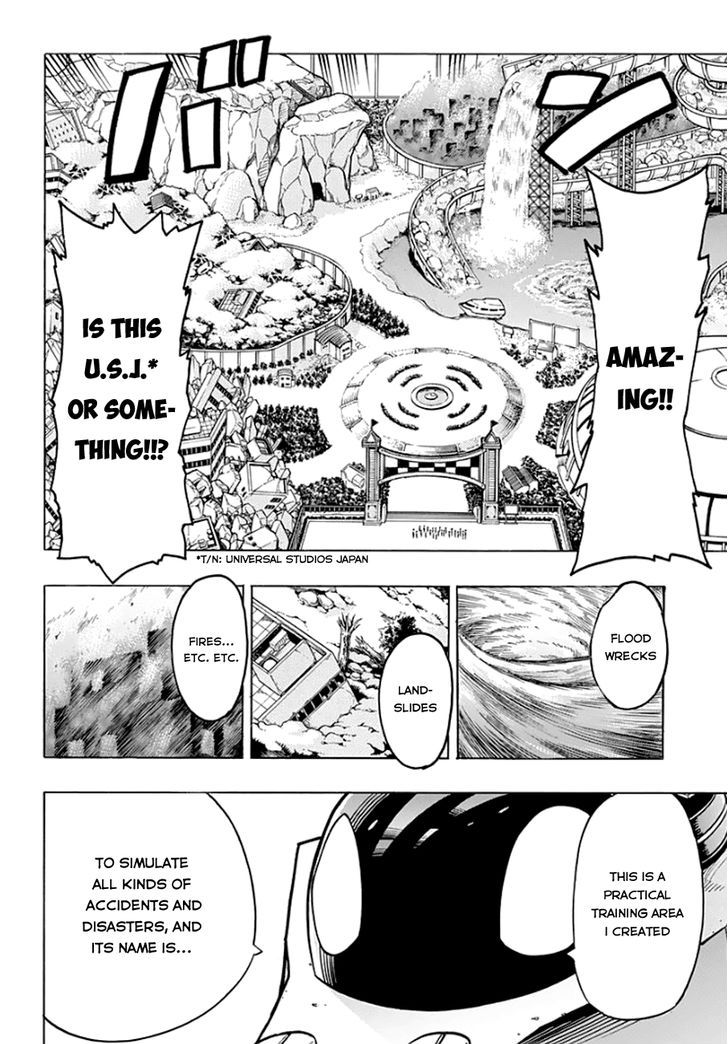 AMAZ-
ING!!
IS THIS
U.S.J.*
OR SOME-
THING!!!?
*T/N: UNIVERSAL STUDIOS JAPAN
FLOOD
WRECKS
LAND-
SLIDES
FIRES...
ETC. ETC.
THIS IS A
PRACTICAL
TRAINING AREA
I CREATED
TO SIMULATE
ALL KINDS OF
ACCIDENTS AND
DISASTERS, AND
ITS NAME IS...